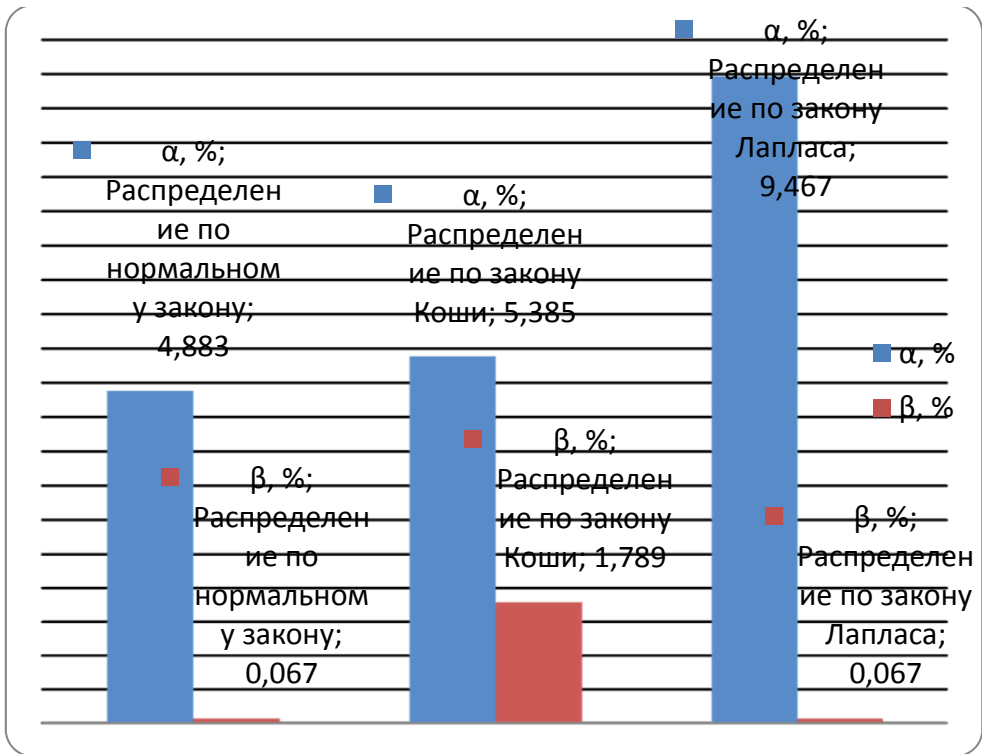 α, %;
Распределен
ие по
нормальном
у закону;
4,883
α, %;
Распределен
ие по закону
Коши; 5,385
α, %;
Распределен
ие по закону
Лапласа;
9,467
β, %;
Распределен
ие по
нормальном
у закону;
0,067
β, %;
Распределен
ие по закону
Коши; 1,789
β, %;
Распределен
ие по закону
Лапласа;
0,067
α, %
β, %